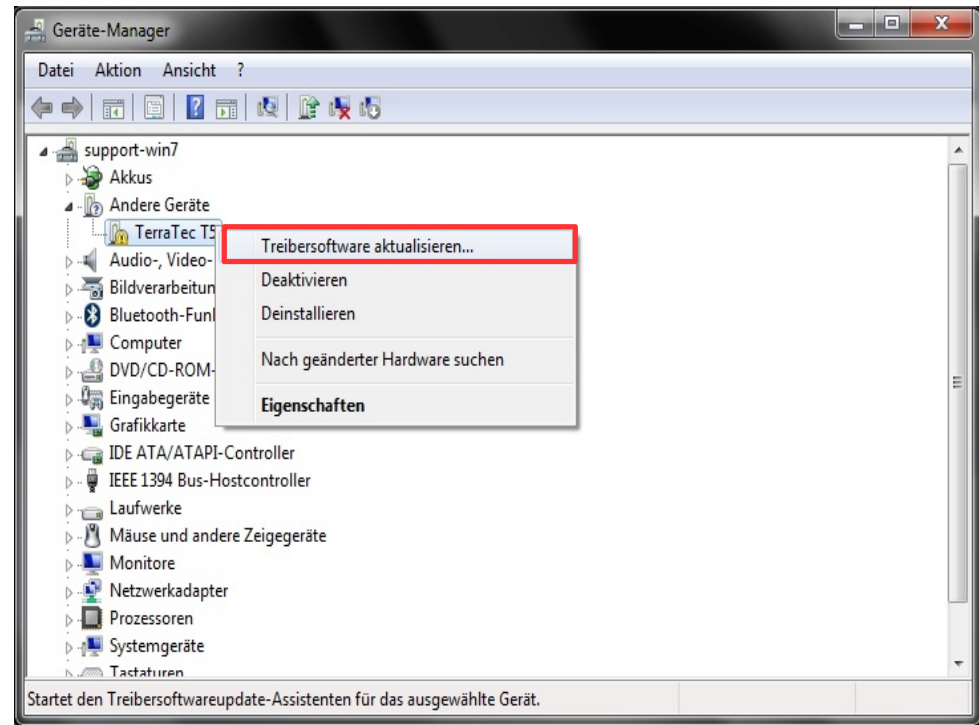 Geräte-Manager
Datei Aktion Ansicht ?
support-win7
Akkus
Andere Geräte
TerraTec T5
Treibersoftware aktualisieren...
Audio-, Video-
Deaktivieren
Bildverarbeitun
Deinstallieren
Bluetooth-Funl
Computer
Nach geänderter Hardware suchen
DVD/CD-ROM-
Eingabegeräte
Eigenschaften
Grafikkarte
IDE ATA/ATAPI-Controller
IEEE 1394 Bus-Hostcontroller
Laufwerke
Mäuse und andere Zeigegeräte
Monitore
Netzwerkadapter
Prozessoren
Systemgeräte
Tastaturen
Startet den Treibersoftwareupdate-Assistenten für das ausgewählte Gerät.